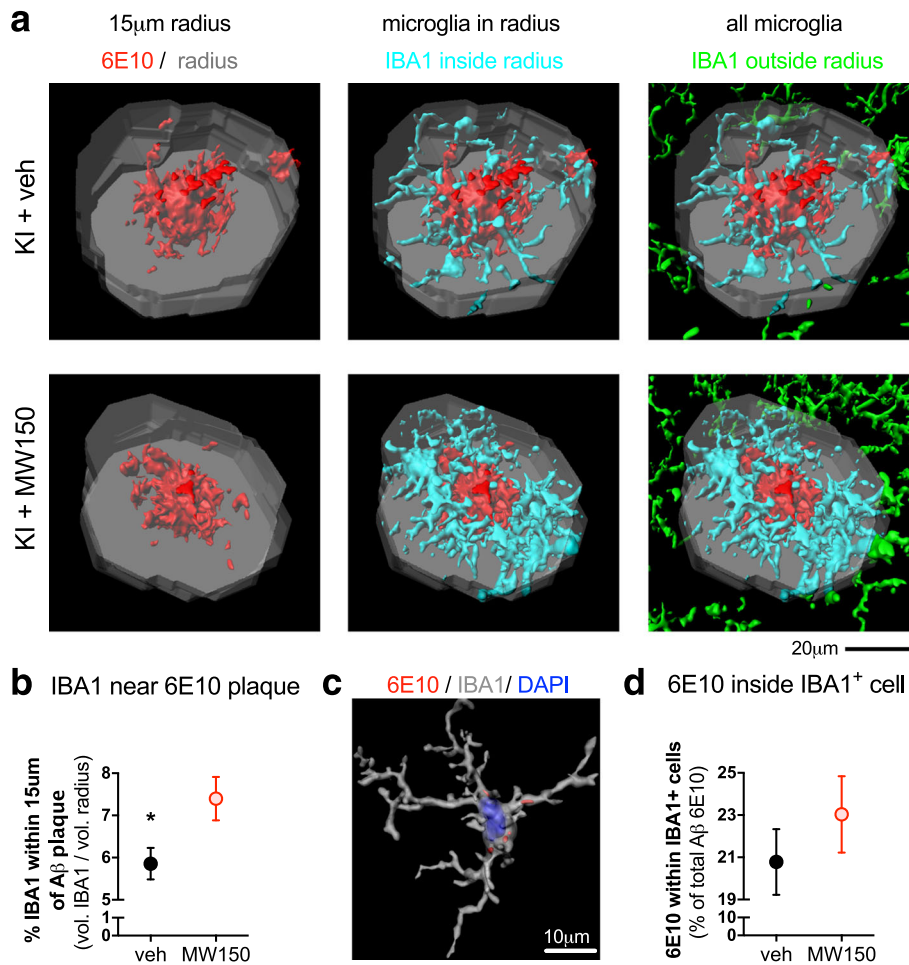 a
15μm radius
microglia in radius
all microglia
6E10 / radius
IBA1 inside radius
IBA1 outside radius
KI + veh
KI + MW150
20μm
b IBA1 near 6E10 plaque
% IBA1 within 15um
of Aβ plaque
(vol. IBA1 / vol. radius)
8
7
6
5
1
0
*
veh MW150
c
6E10 / IBA1/ DAPI
10μm
d
6E10 inside IBA1⁺ cell
6E10 within IBA1+ cells
(% of total Aβ 6E10)
25
23
21
19
10
0
veh MW150